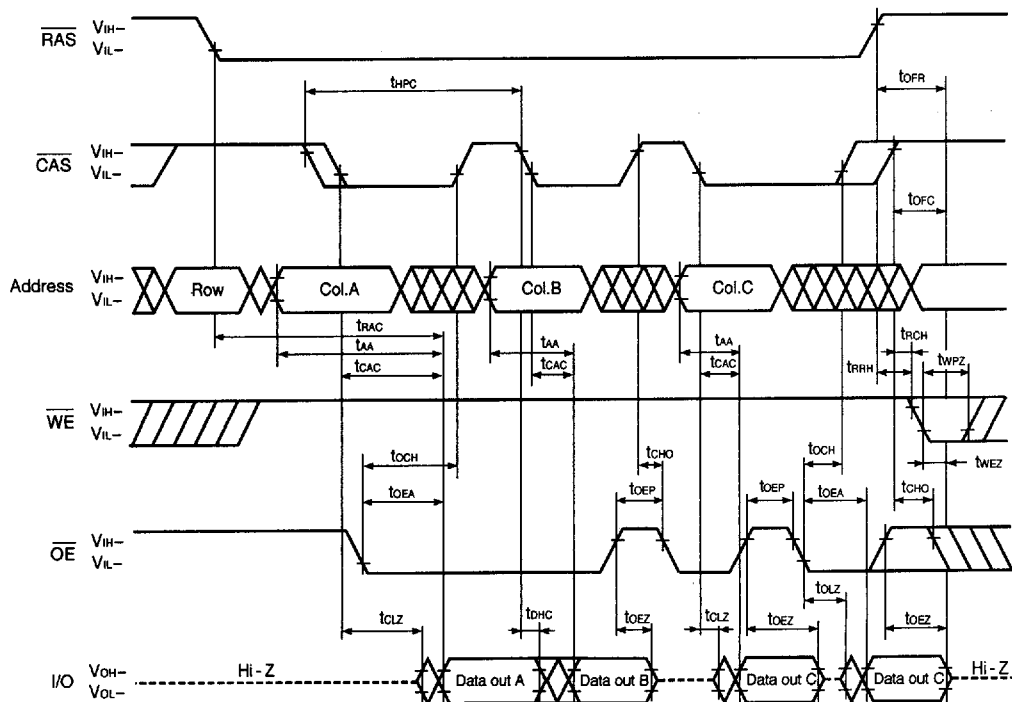 RAS VIH–
VIL–
tOFR
tHPC
CAS VIH–
VIL–
tOFC
Address VIH–
VIL–
Row Col.A Col.B Col.C
tRAC
tAA tAA tAA
tCAC tCAC tCAC
tRCH
tRRH tWPZ
WE VIH–
VIL–
tWEZ
tOCH tCHO tOCH
tOEA tOEP tOEP tOEA tCHO
OE VIH–
VIL–
tOLZ
tCLZ tDHC tOEZ tCLZ tOEZ tOEZ
I/O VOH–
VOL–
Hi - Z Data out A Data out B Data out C Data out C Hi - Z